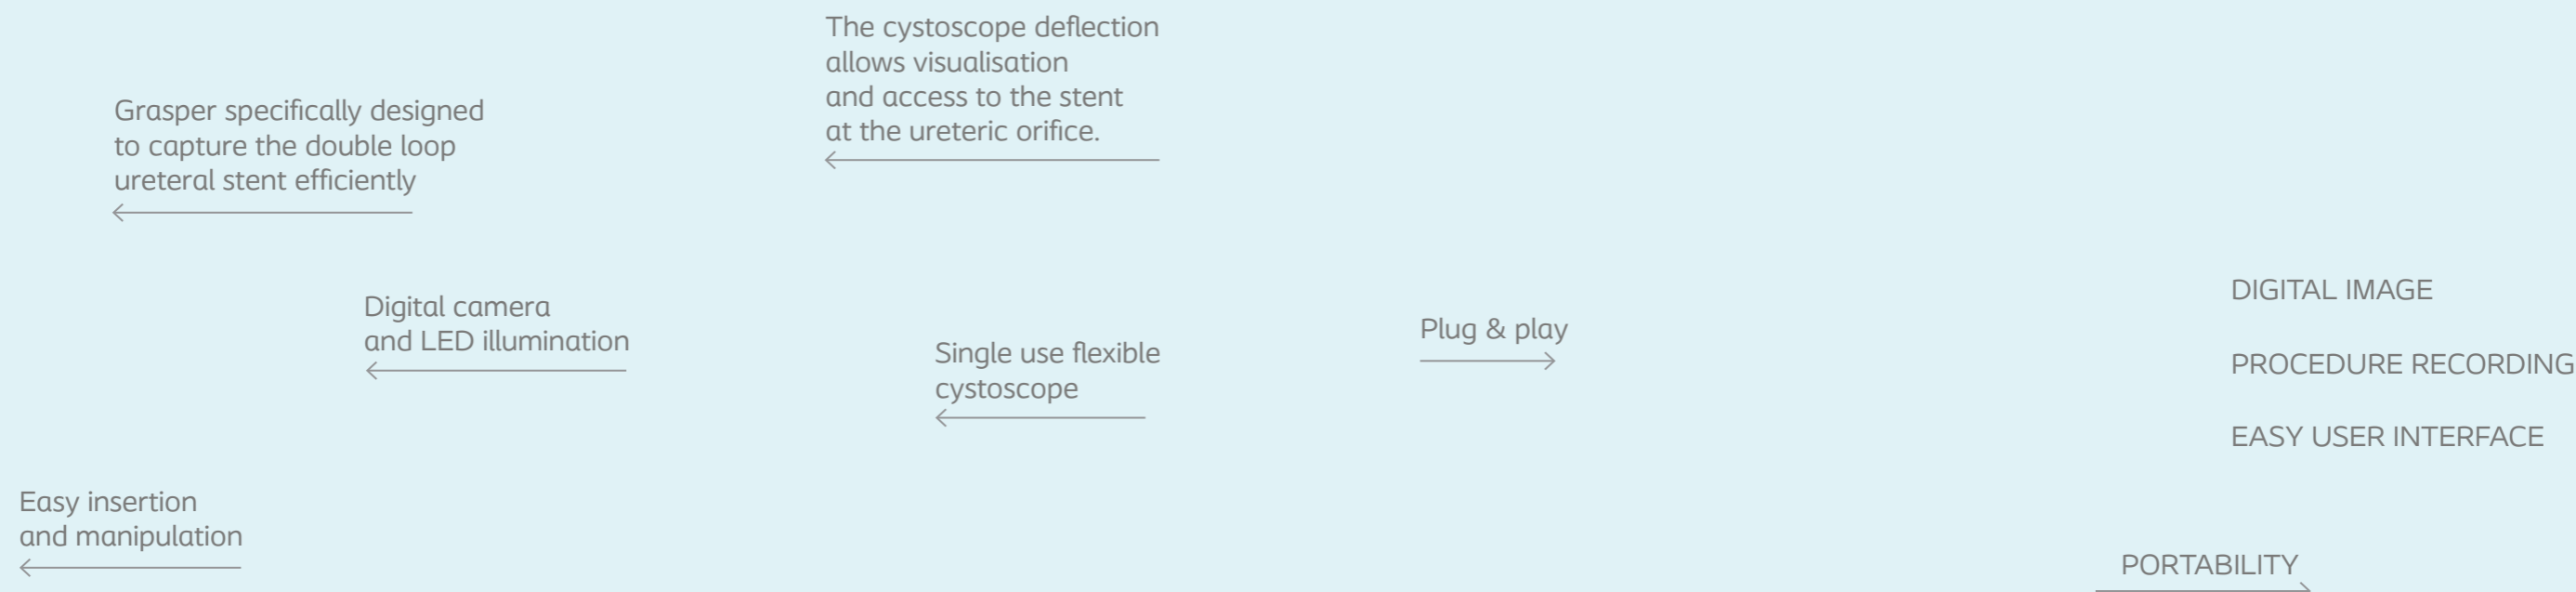 The cystoscope deflection
allows visualisation
and access to the stent
at the ureteric orifice.
Grasper specifically designed
to capture the double loop
ureteral stent efficiently
Digital camera
and LED illumination
Single use flexible
cystoscope
Plug & play
DIGITAL IMAGE
PROCEDURE RECORDING
EASY USER INTERFACE
Easy insertion
and manipulation
PORTABILITY